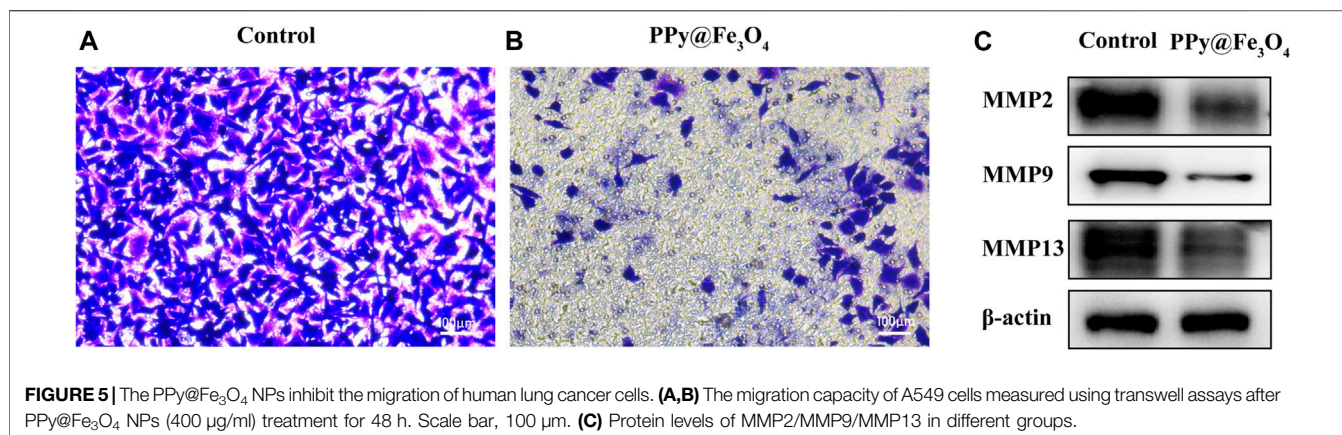 A Control
B PPy@Fe₃O₄
C Control PPy@Fe₃O₄
MMP2
MMP9
MMP13
β-actin
100μm
100μm
FIGURE 5 | The PPy@Fe₃O₄ NPs inhibit the migration of human lung cancer cells. (A,B) The migration capacity of A549 cells measured using transwell assays after
PPy@Fe₃O₄ NPs (400 μg/ml) treatment for 48 h. Scale bar, 100 μm. (C) Protein levels of MMP2/MMP9/MMP13 in different groups.